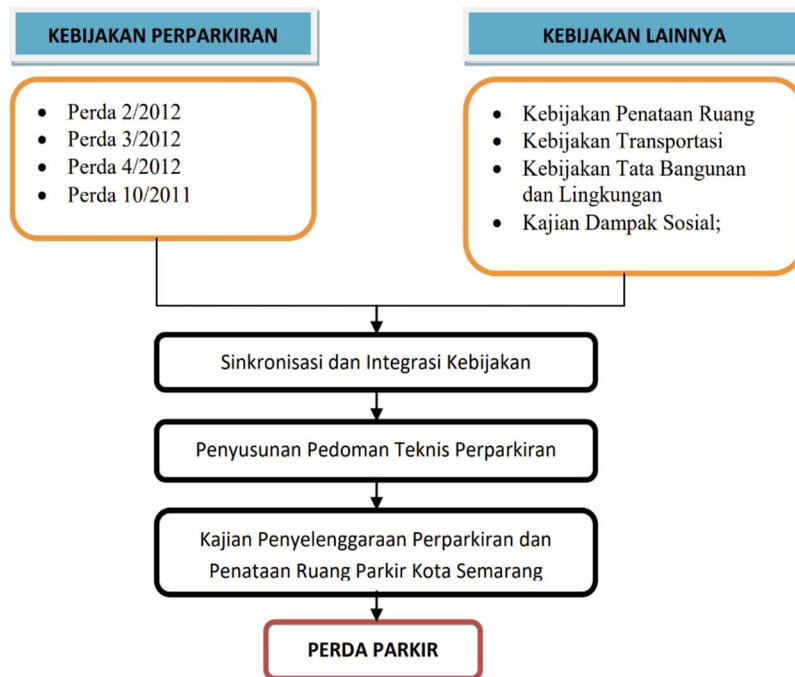 KEBIJAKAN PERPARKIRAN
• Perda 2/2012
• Perda 3/2012
• Perda 4/2012
• Perda 10/2011
KEBIJAKAN LAINNYA
• Kebijakan Penataan Ruang
• Kebijakan Transportasi
• Kebijakan Tata Bangunan
dan Lingkungan
• Kajian Dampak Sosial;
Sinkronisasi dan Integrasi Kebijakan
Penyusunan Pedoman Teknis Perparkiran
Kajian Penyelenggaraan Perparkiran dan
Penataan Ruang Parkir Kota Semarang
PERDA PARKIR